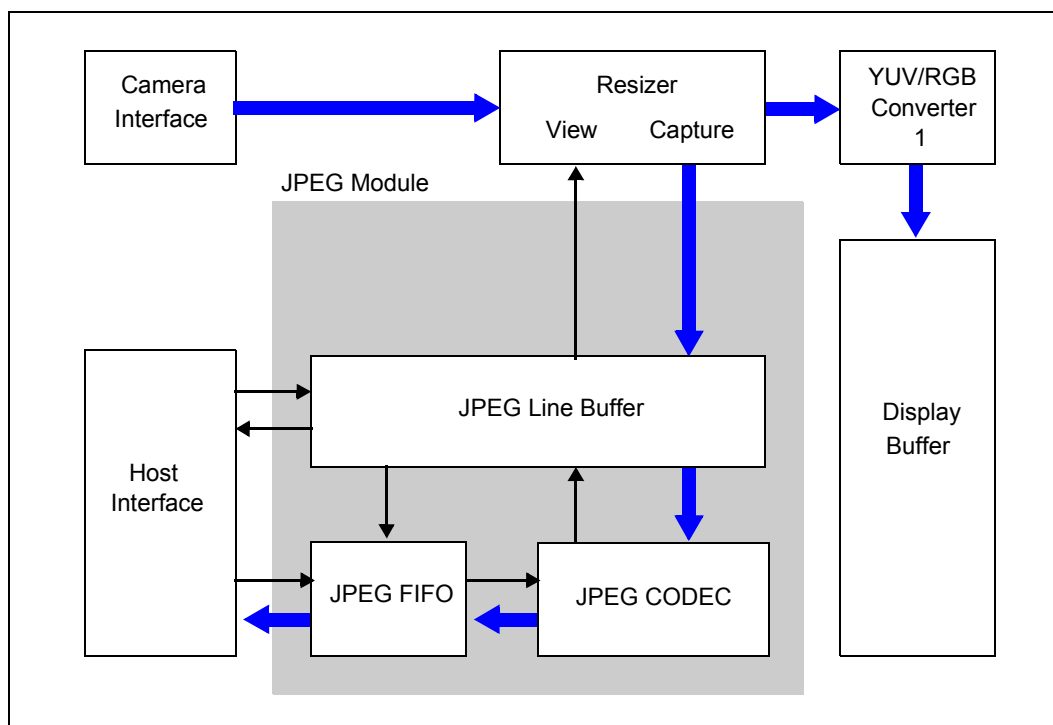 Camera
Interface
Resizer
View Capture
YUV/RGB
Converter
1
JPEG Module
JPEG Line Buffer
Host
Interface
Display
Buffer
JPEG FIFO
JPEG CODEC